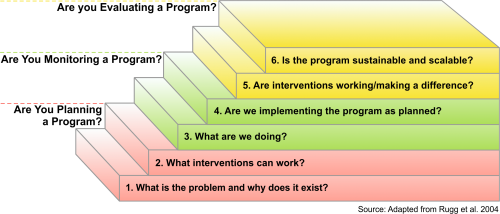 Are you Evaluating a Program?
6. Is the program sustainable and scalable?
Are You Monitoring a Program?
5. Are interventions working/making a difference?
Are You Planning
a Program?
4. Are we implementing the program as planned?
3. What are we doing?
2. What interventions can work?
1. What is the problem and why does it exist?
Source: Adapted from Rugg et al. 2004